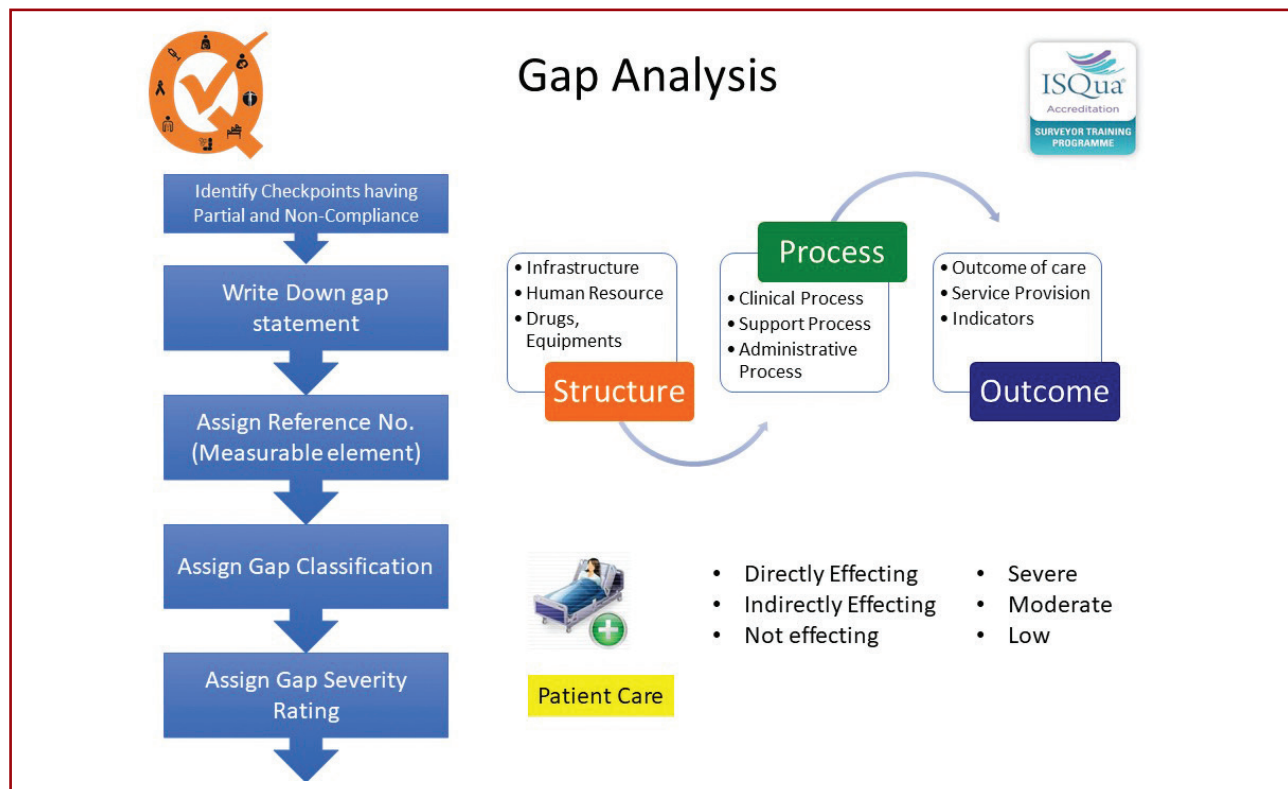 Gap Analysis
ISQua
Accreditation
SURVEYOR TRAINING
PROGRAMME
Identify Checkpoints having
Partial and Non-Compliance
Write Down gap
statement
Assign Reference No.
(Measurable element)
Assign Gap Classification
Assign Gap Severity
Rating
• Infrastructure
• Human Resource
• Drugs,
Equipments
Structure
Process
• Clinical Process
• Support Process
• Administrative
Process
• Outcome of care
• Service Provision
• Indicators
Outcome
Patient Care
• Directly Effecting
• Indirectly Effecting
• Not effecting
• Severe
• Moderate
• Low